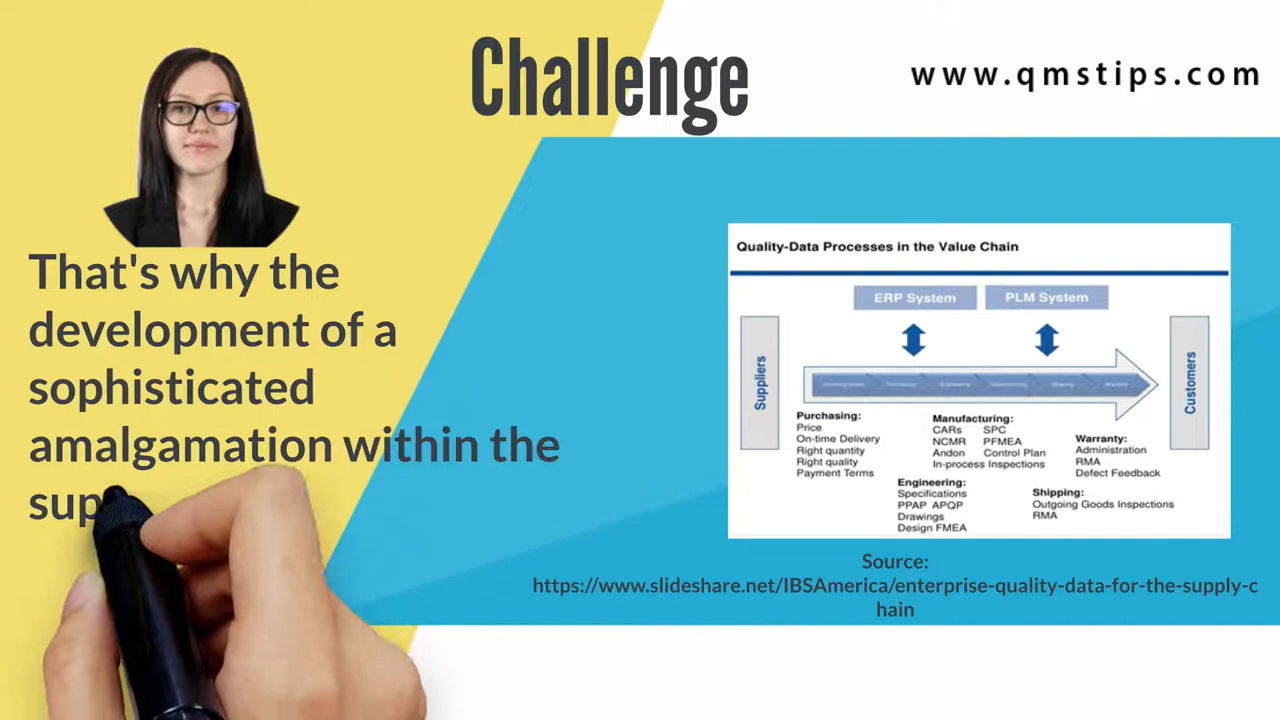 Challenge
www.qmstips.com
That's why the
development of a
sophisticated
amalgamation within the
sup
Quality-Data Processes in the Value Chain
ERP System
PLM System
Suppliers
Customers
Purchasing:
Price
On-time Delivery
Right quantity
Right quality
Payment Terms
Manufacturing:
CARs SPC
NCMR PFMEA
Andon Control Plan
In-process Inspections
Warranty:
Administration
RMA
Defect Feedback
Engineering:
Specifications
PPAP APQP
Drawings
Design FMEA
Shipping:
Outgoing Goods Inspections
RMA
Source:
https://www.slideshare.net/IBSAmerica/enterprise-quality-data-for-the-supply-c
hain